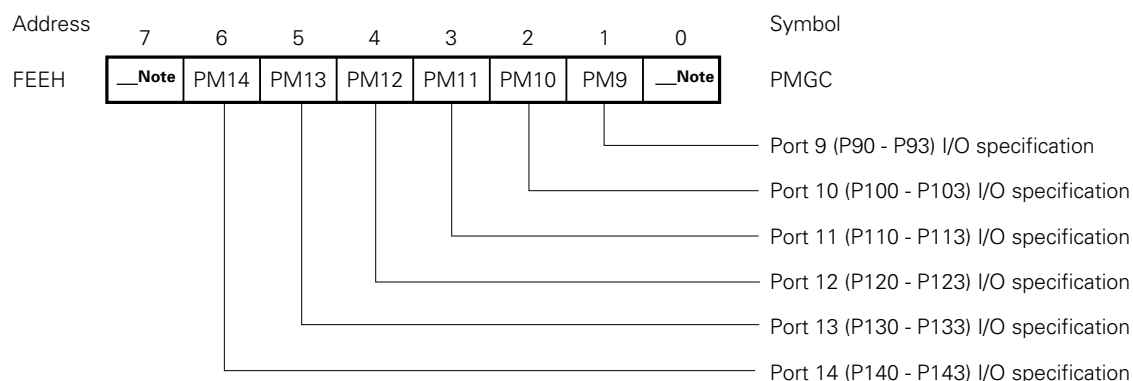 Address 7 6 5 4 3 2 1 0 Symbol
FEEH —Note PM14 PM13 PM12 PM11 PM10 PM9 —Note PMGC
Port 9 (P90 - P93) I/O specification
Port 10 (P100 - P103) I/O specification
Port 11 (P110 - P113) I/O specification
Port 12 (P120 - P123) I/O specification
Port 13 (P130 - P133) I/O specification
Port 14 (P140 - P143) I/O specification